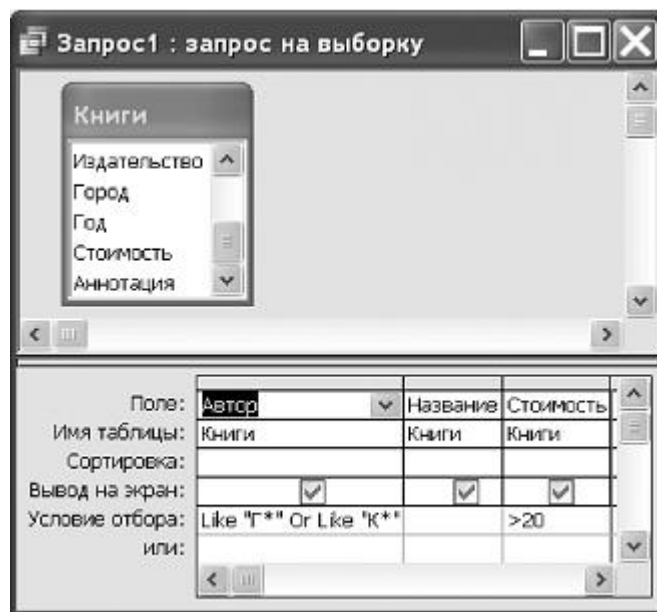 Запрос1 : запрос на выборку
Книги
Издательство
Город
Год
Стоимость
Аннотация
Поле: Автор Название Стоимость
Имя таблицы: Книги Книги Книги
Сортировка:
Вывод на экран:
Условие отбора: Like "Г*" Or Like "К*" >20
или: